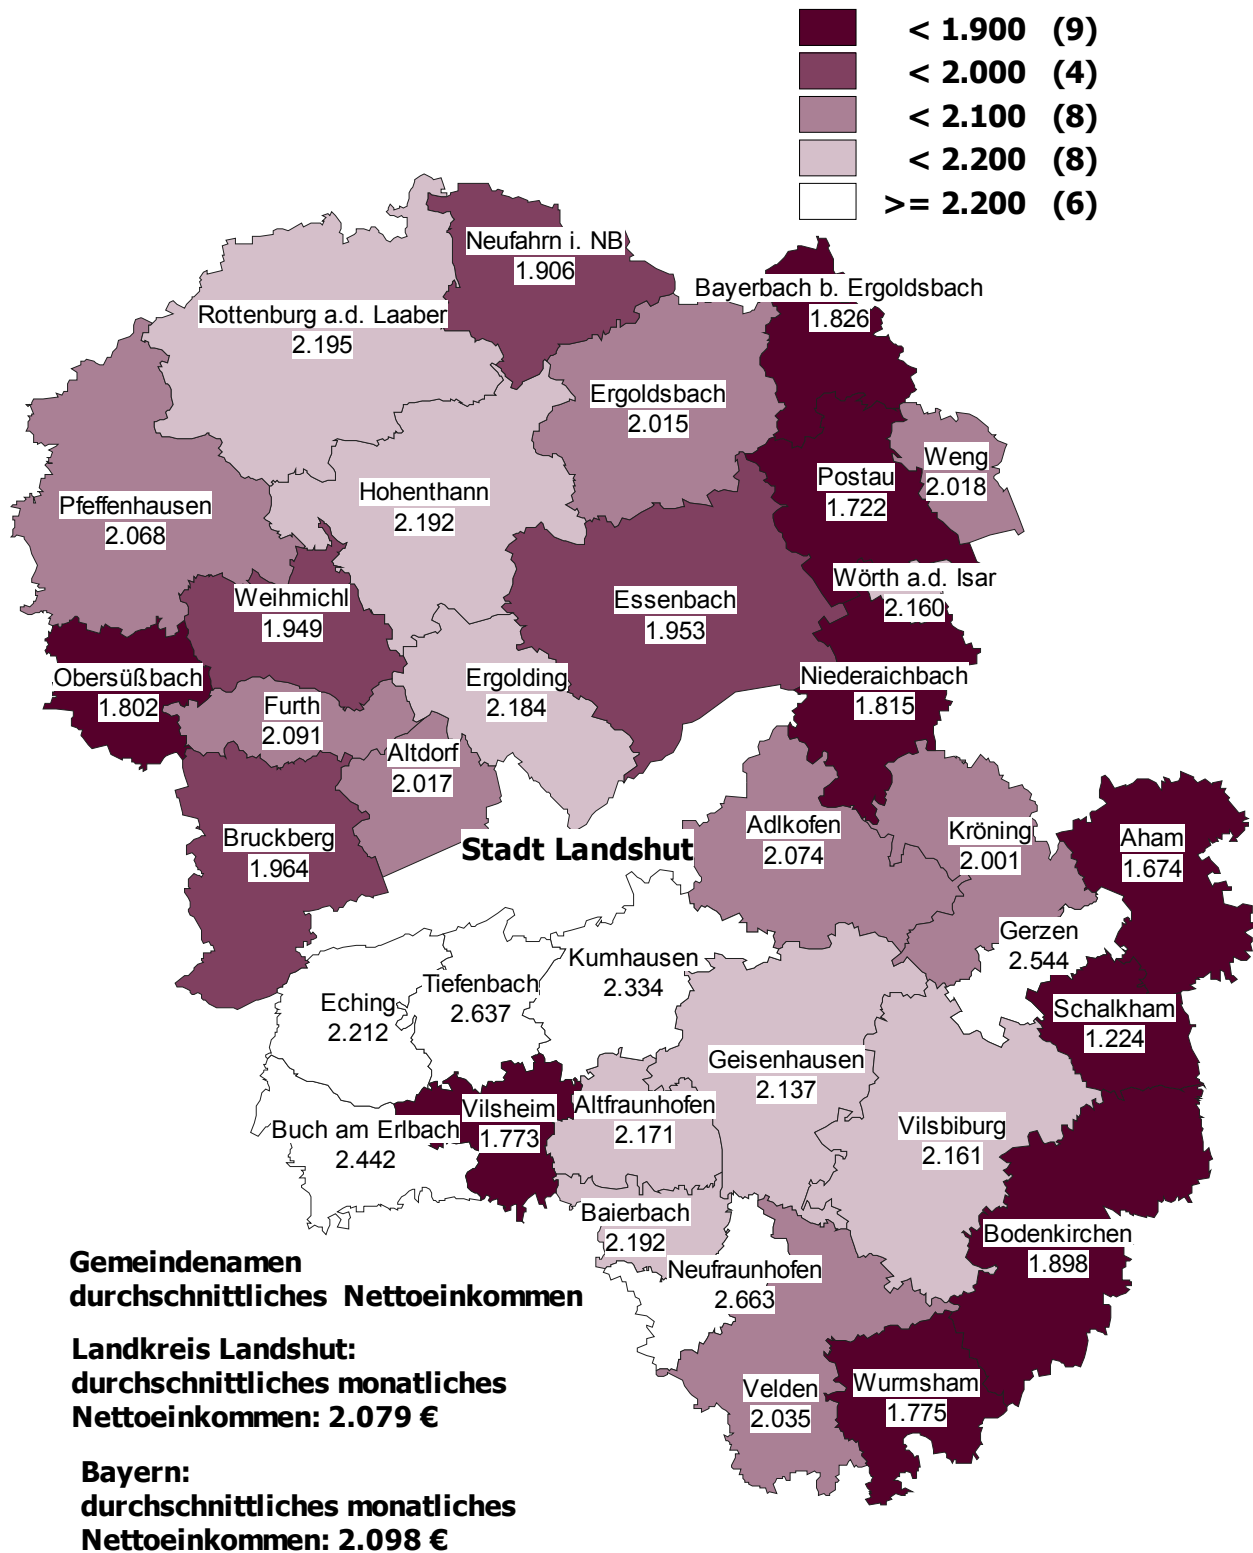 < 1.900 (9)
< 2.000 (4)
< 2.100 (8)
< 2.200 (8)
>= 2.200 (6)
Neufahrn i. NB
1.906
Bayerbach b. Ergoldsbach
1.826
Rottenburg a.d. Laaber
2.195
Ergoldsbach
2.015
Weng
2.018
Postau
1.722
Hohenthann
2.192
Pfeffenhausen
2.068
Wörth a.d. Isar
2.160
Weihmichl
1.949
Essenbach
1.953
Obersüßbach
1.802
Ergolding
2.184
Niederaichbach
1.815
Furth
2.091
Altdorf
2.017
Bruckberg
1.964
Stadt Landshut
Adlkofen
2.074
Kröning
2.001
Aham
1.674
Gerzen
2.544
Kumhausen
2.334
Tiefenbach
2.637
Eching
2.212
Schalkham
1.224
Geisenhausen
2.137
Altfraunhofen
2.171
Vilsheim
1.773
Buch am Erlbach
2.442
Vilsbiburg
2.161
Baierbach
2.192
Bodenkirchen
1.898
Neufraunhofen
2.663
Velden
2.035
Wurmsham
1.775
Gemeindenamen
durchschnittliches Nettoeinkommen
Landkreis Landshut:
durchschnittliches monatliches
Nettoeinkommen: 2.079 €
Bayern:
durchschnittliches monatliches
Nettoeinkommen: 2.098 €